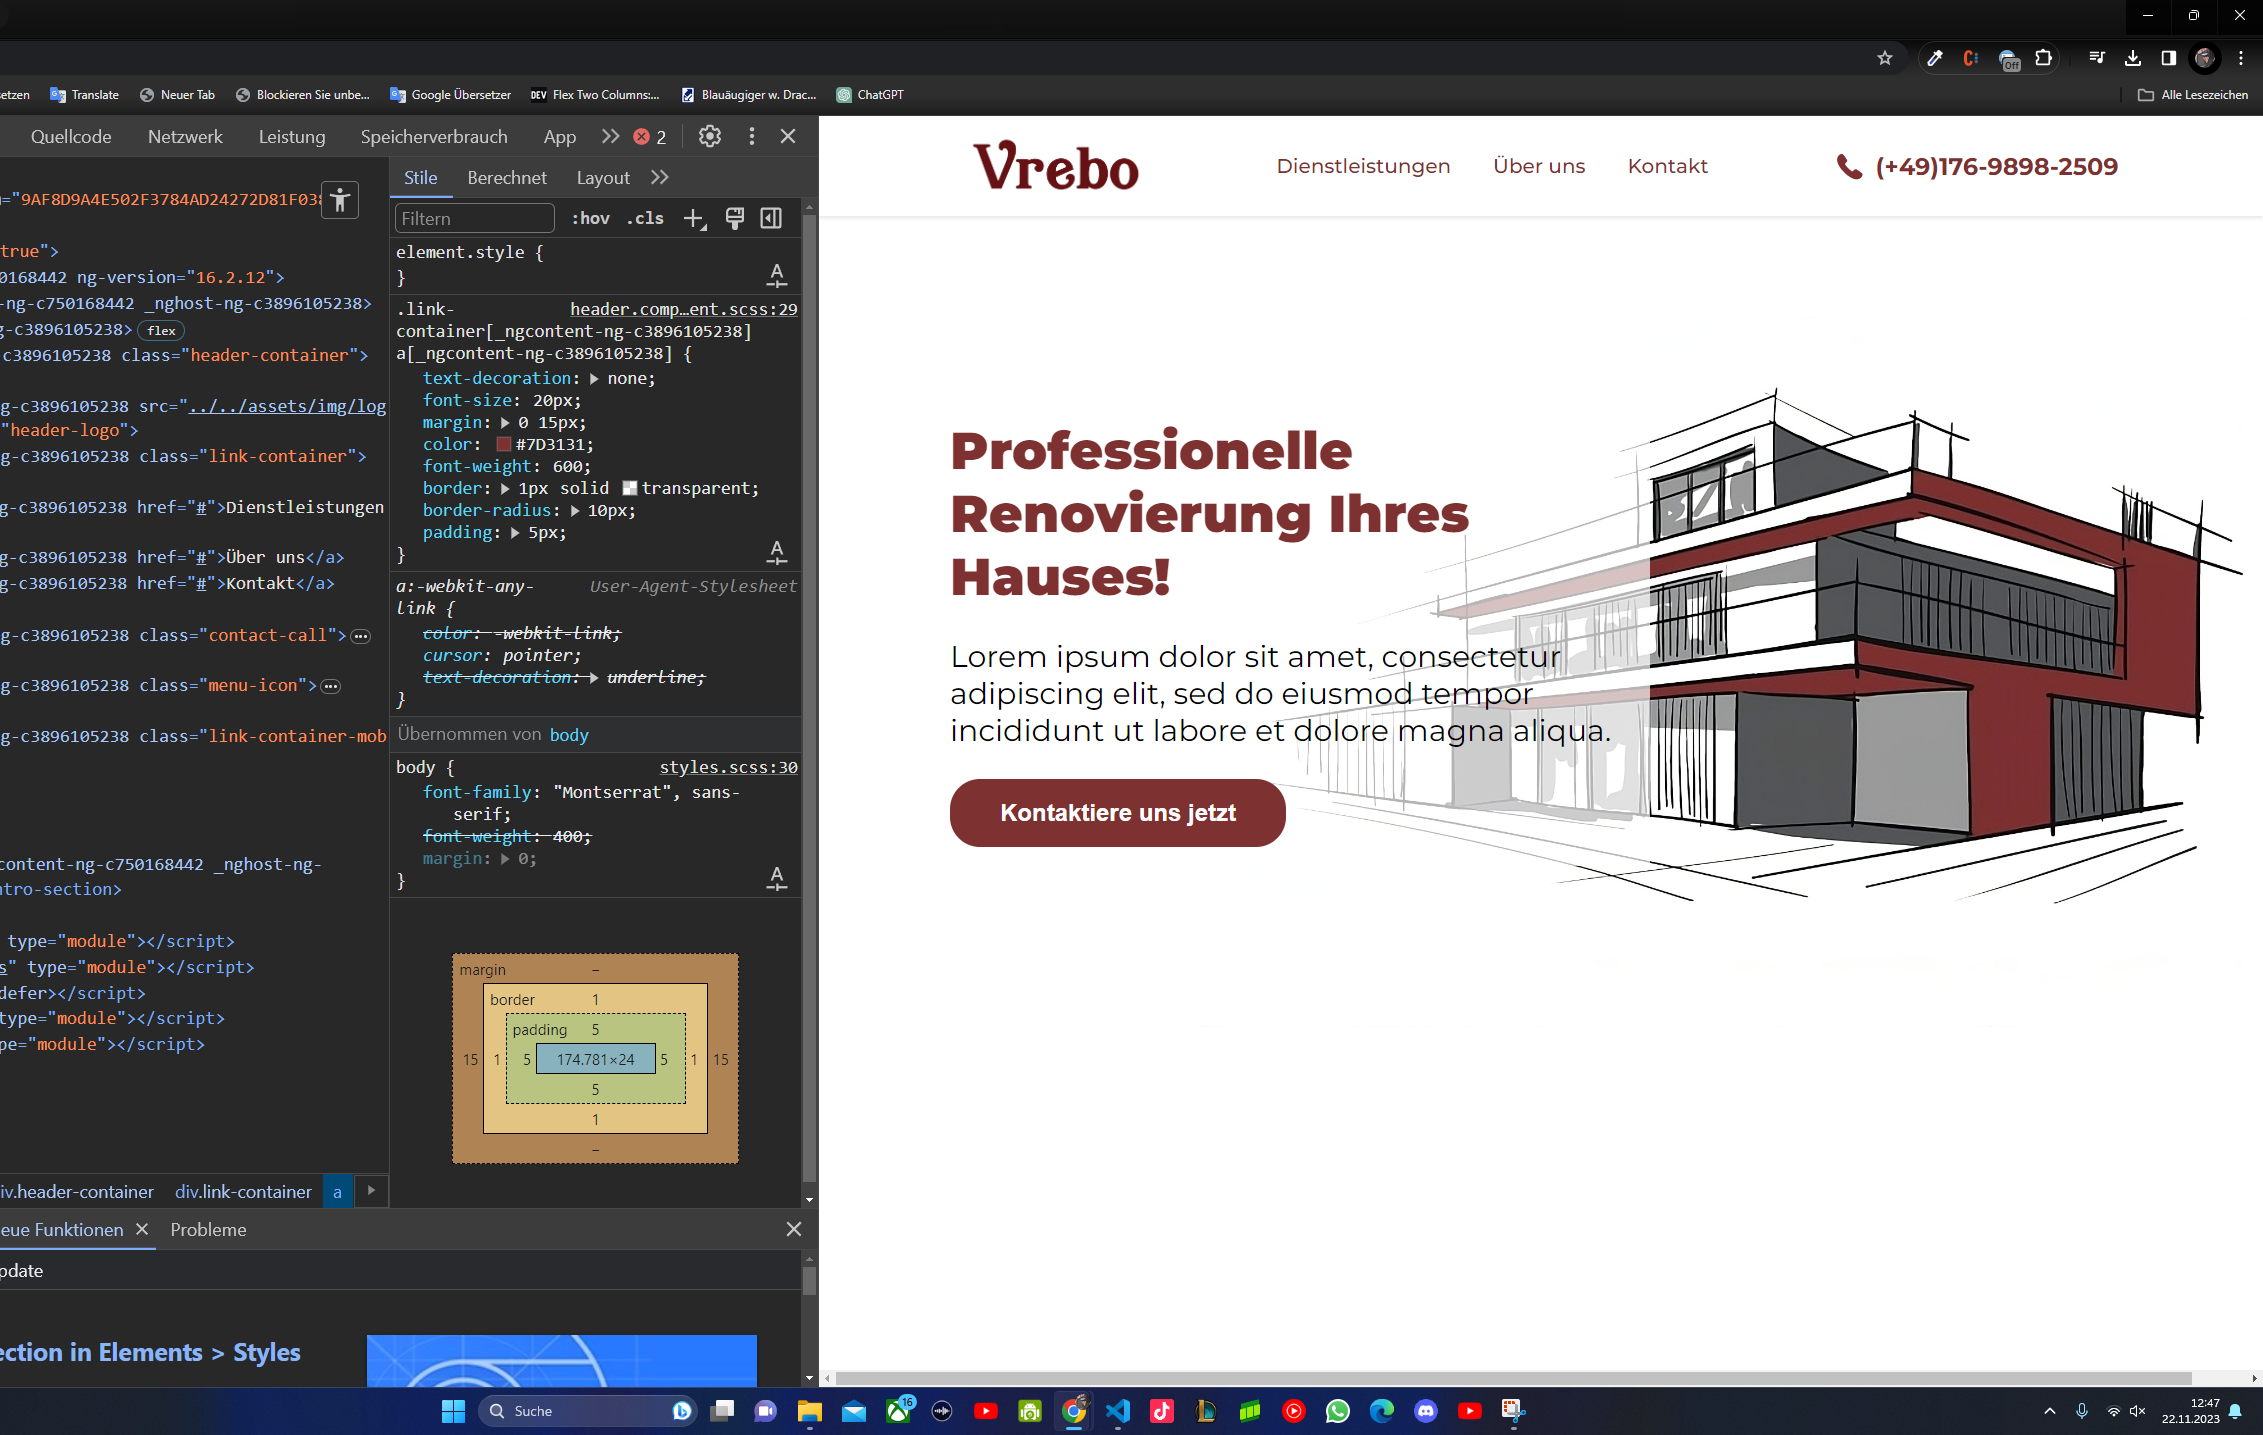 Off
setzen
Translate
Neuer Tab
Blockieren Sie unbe...
Google Übersetzer
DEV
Flex Two Columns:...
Blauäugiger w. Drac...
ChatGPT
Alle Lesezeichen
Quellcode
Netzwerk
Leistung
Speicherverbrauch
App
2
="9AF8D9A4E502F3784AD24272D81F038
true">
0168442 ng-version="16.2.12">
-ng-c750168442 _nghost-ng-c3896105238>
g-c3896105238> flex
c3896105238 class="header-container">
g-c3896105238 src="../../assets/img/log
"header-logo">
g-c3896105238 class="link-container">
g-c3896105238 href="#">Dienstleistungen
g-c3896105238 href="#">Über uns</a>
g-c3896105238 href="#">Kontakt</a>
g-c3896105238 class="contact-call">
g-c3896105238 class="menu-icon">
g-c3896105238 class="link-container-mob
content-ng-c750168442 _nghost-ng-
ntro-section>
type="module"></script>
s" type="module"></script>
defer></script>
type="module"></script>
pe="module"></script>
iv.header-container
div.link-container
a
Stile
Berechnet
Layout
Filtern
:hov
.cls
element.style {
}
.link- header.comp…ent.scss:29
container[_ngcontent-ng-c3896105238]
a[_ngcontent-ng-c3896105238] {
text-decoration: none;
font-size: 20px;
margin: 0 15px;
color: #7D3131;
font-weight: 600;
border: 1px solid transparent;
border-radius: 10px;
padding: 5px;
}
a:-webkit-any- User-Agent-Stylesheet
link {
color: -webkit-link;
cursor: pointer;
text-decoration: underline;
}
Übernommen von body
body { styles.scss:30
font-family: "Montserrat", sans-
serif;
font-weight: 400;
margin: 0;
}
margin –
border 1
padding 5
15 1 5 174.781×24 5 1 15
5
1
–
eue Funktionen
Probleme
pdate
ection in Elements > Styles
Vrebo
Dienstleistungen
Über uns
Kontakt
(+49)176-9898-2509
Professionelle
Renovierung Ihres
Hauses!
Lorem ipsum dolor sit amet, consectetur
adipiscing elit, sed do eiusmod tempor
incididunt ut labore et dolore magna aliqua.
Kontaktiere uns jetzt
Suche
16
12:47
22.11.2023